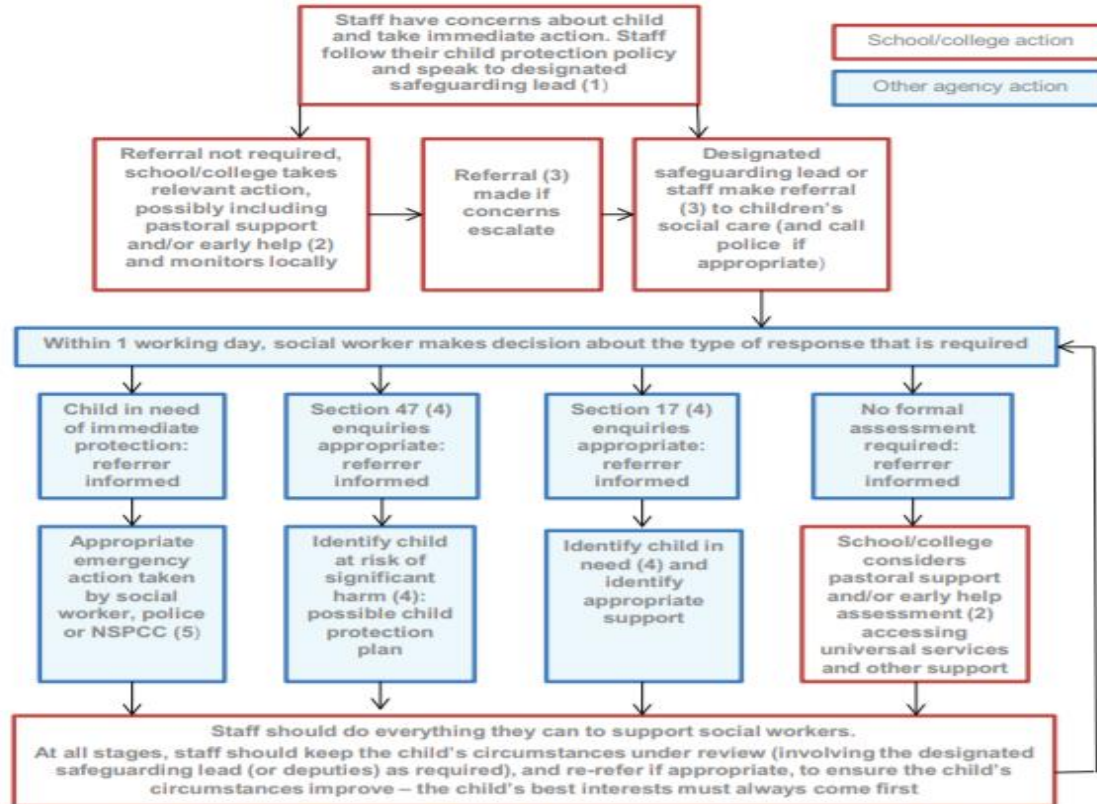 Staff have concerns about child
and take immediate action. Staff
follow their child protection policy
and speak to designated
safeguarding lead (1)
School/college action
Other agency action
Referral not required,
school/college takes
relevant action,
possibly including
pastoral support
and/or early help (2)
and monitors locally
Referral (3)
made if
concerns
escalate
Designated
safeguarding lead or
staff make referral
(3) to children's
social care (and call
police if
appropriate)
Within 1 working day, social worker makes decision about the type of response that is required
Child in need
of immediate
protection:
referrer
informed
Section 47 (4)
enquiries
appropriate:
referrer
informed
Section 17 (4)
enquiries
appropriate:
referrer
informed
No formal
assessment
required:
referrer
informed
Appropriate
emergency
action taken
by social
worker, police
or NSPCC (5)
Identify child
at risk of
significant
harm (4):
possible child
protection
plan
Identify child in
need (4) and
identify
appropriate
support
School/college
considers
pastoral support
and/or early help
assessment (2)
accessing
universal services
and other support
Staff should do everything they can to support social workers.
At all stages, staff should keep the child's circumstances under review (involving the designated
safeguarding lead (or deputies) as required), and re-refer if appropriate, to ensure the child's
circumstances improve – the child's best interests must always come first